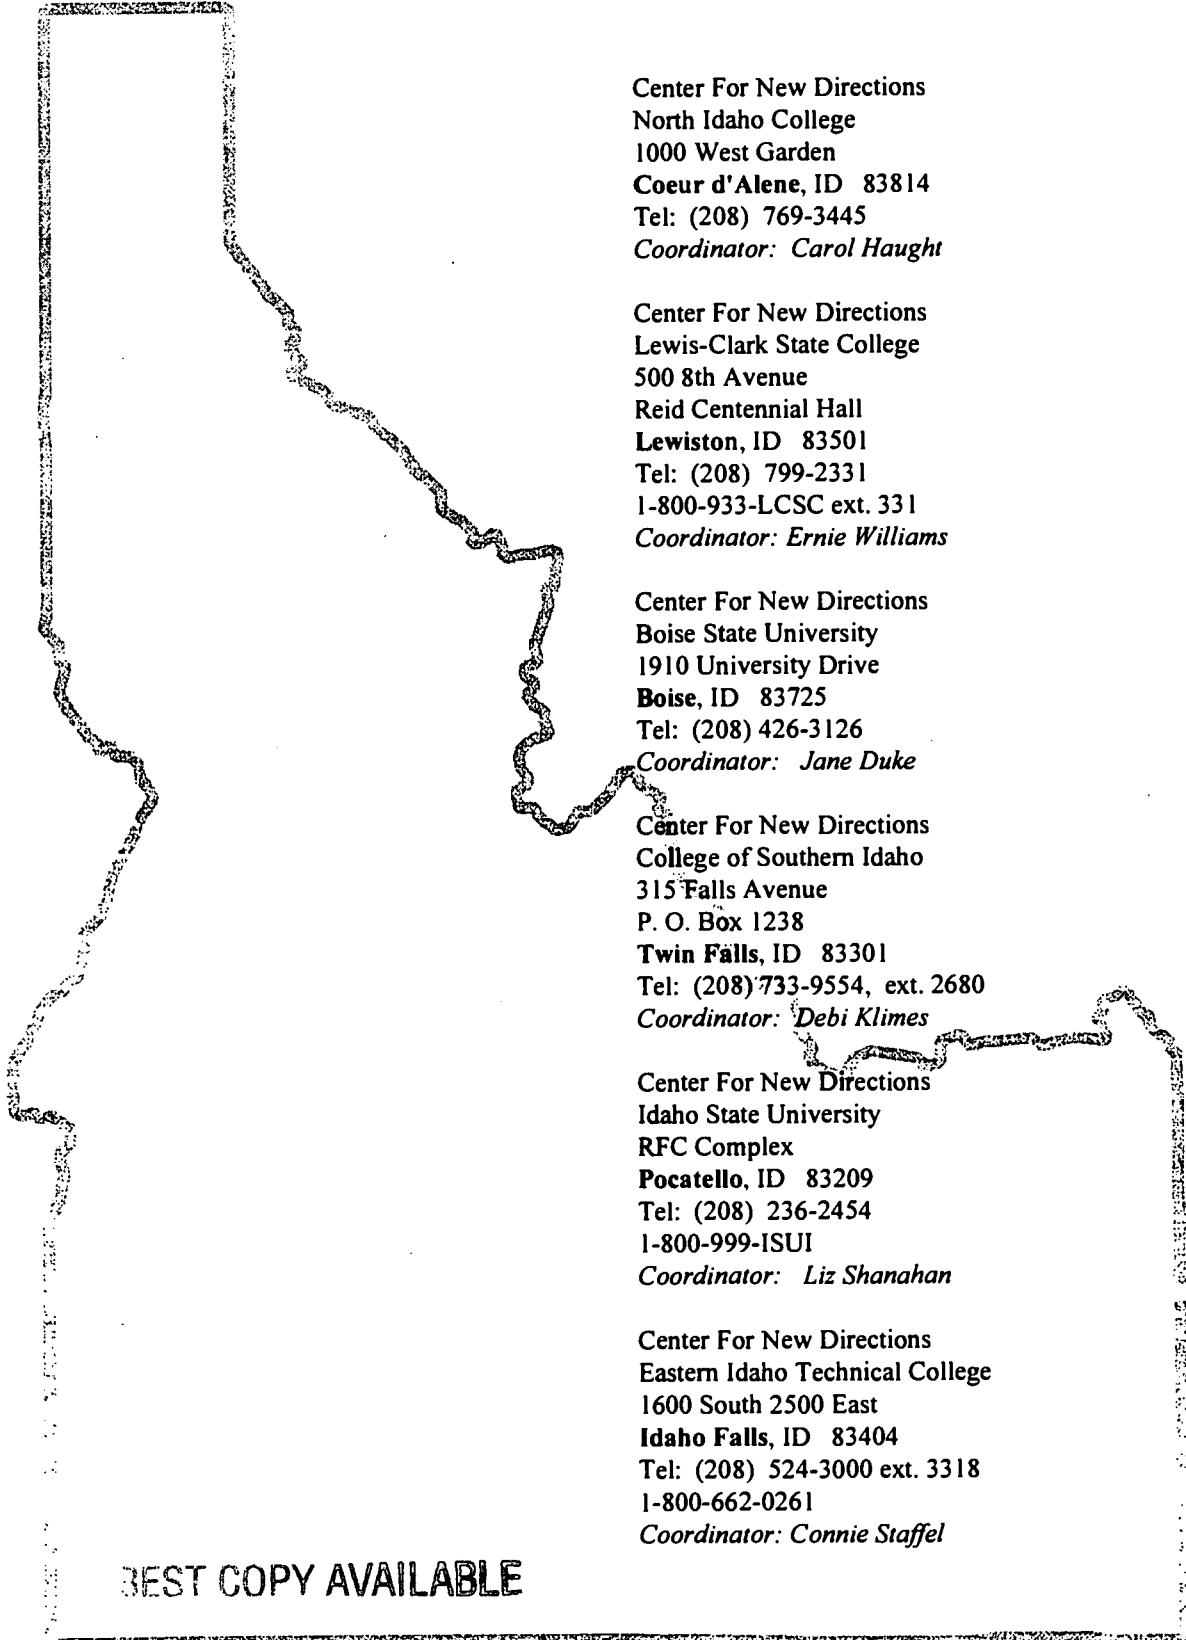 Center For New Directions
North Idaho College
1000 West Garden
Coeur d'Alene, ID 83814
Tel: (208) 769-3445
Coordinator: Carol Haught
Center For New Directions
Lewis-Clark State College
500 8th Avenue
Reid Centennial Hall
Lewiston, ID 83501
Tel: (208) 799-2331
1-800-933-LCSC ext. 331
Coordinator: Ernie Williams
Center For New Directions
Boise State University
1910 University Drive
Boise, ID 83725
Tel: (208) 426-3126
Coordinator: Jane Duke
Center For New Directions
College of Southern Idaho
315 Falls Avenue
P. O. Box 1238
Twin Falls, ID 83301
Tel: (208) 733-9554, ext. 2680
Coordinator: Debi Klimes
Center For New Directions
Idaho State University
RFC Complex
Pocatello, ID 83209
Tel: (208) 236-2454
1-800-999-ISUI
Coordinator: Liz Shanahan
Center For New Directions
Eastern Idaho Technical College
1600 South 2500 East
Idaho Falls, ID 83404
Tel: (208) 524-3000 ext. 3318
1-800-662-0261
Coordinator: Connie Staffel
BEST COPY AVAILABLE